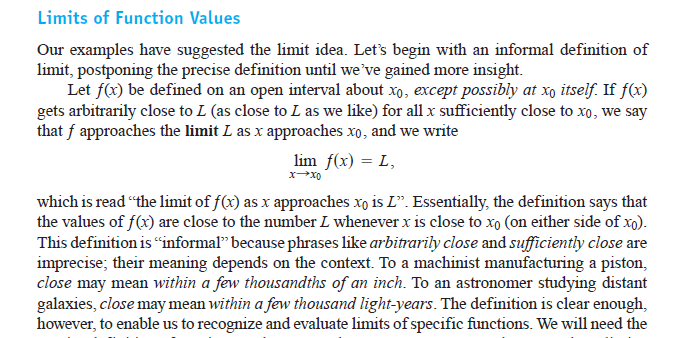 Limits of Function Values
Our examples have suggested the limit idea. Let's begin with an informal definition of
limit, postponing the precise definition until we've gained more insight.
Let f(x) be defined on an open interval about x₀, except possibly at x₀ itself. If f(x)
gets arbitrarily close to L (as close to L as we like) for all x sufficiently close to x₀, we say
that f approaches the limit L as x approaches x₀, and we write
lim f(x) = L,
x→x₀
which is read “the limit of f(x) as x approaches x₀ is L”. Essentially, the definition says that
the values of f(x) are close to the number L whenever x is close to x₀ (on either side of x₀).
This definition is “informal” because phrases like arbitrarily close and sufficiently close are
imprecise; their meaning depends on the context. To a machinist manufacturing a piston,
close may mean within a few thousandths of an inch. To an astronomer studying distant
galaxies, close may mean within a few thousand light-years. The definition is clear enough,
however, to enable us to recognize and evaluate limits of specific functions. We will need the